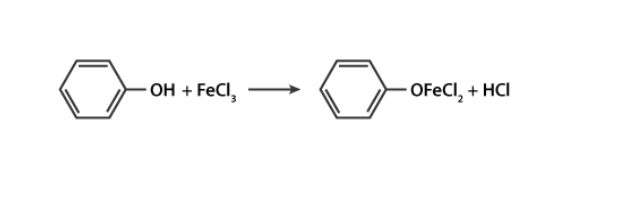 OH + FeCl₃ ⟶ OFeCl₂ + HCl